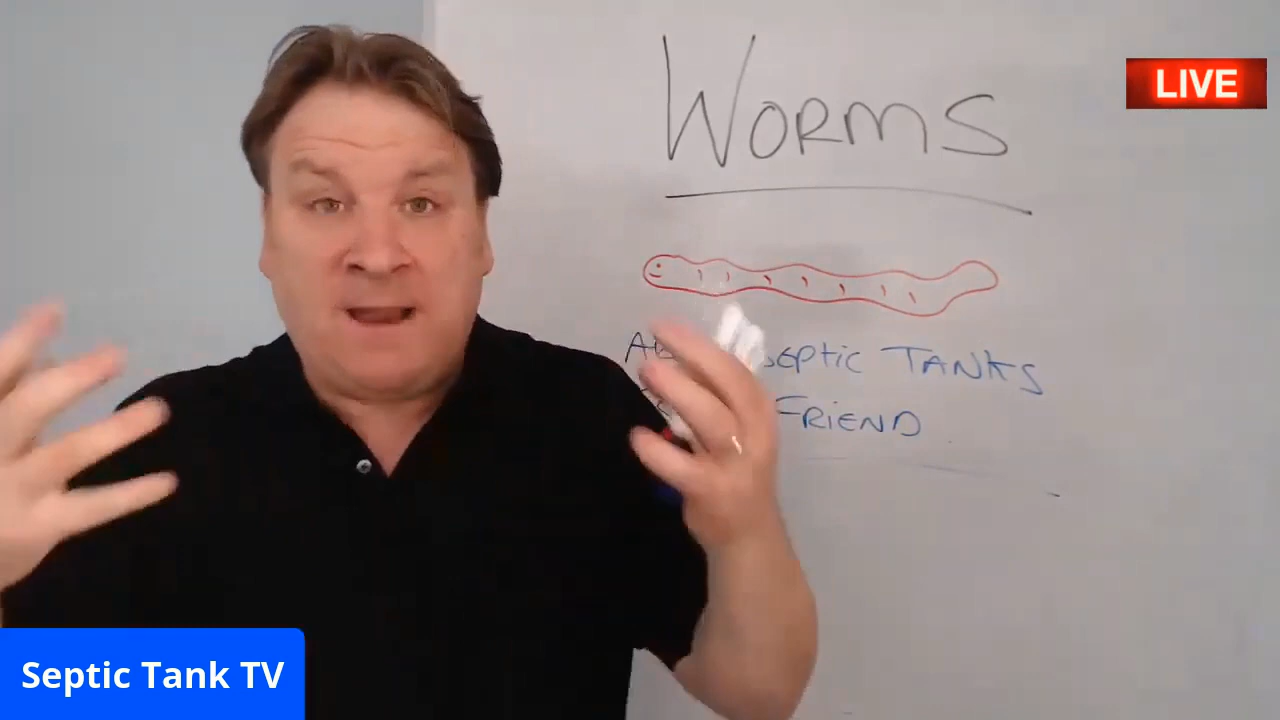 WORMS
LIVE
SEPTIC TANKS
FRIEND
Septic Tank TV